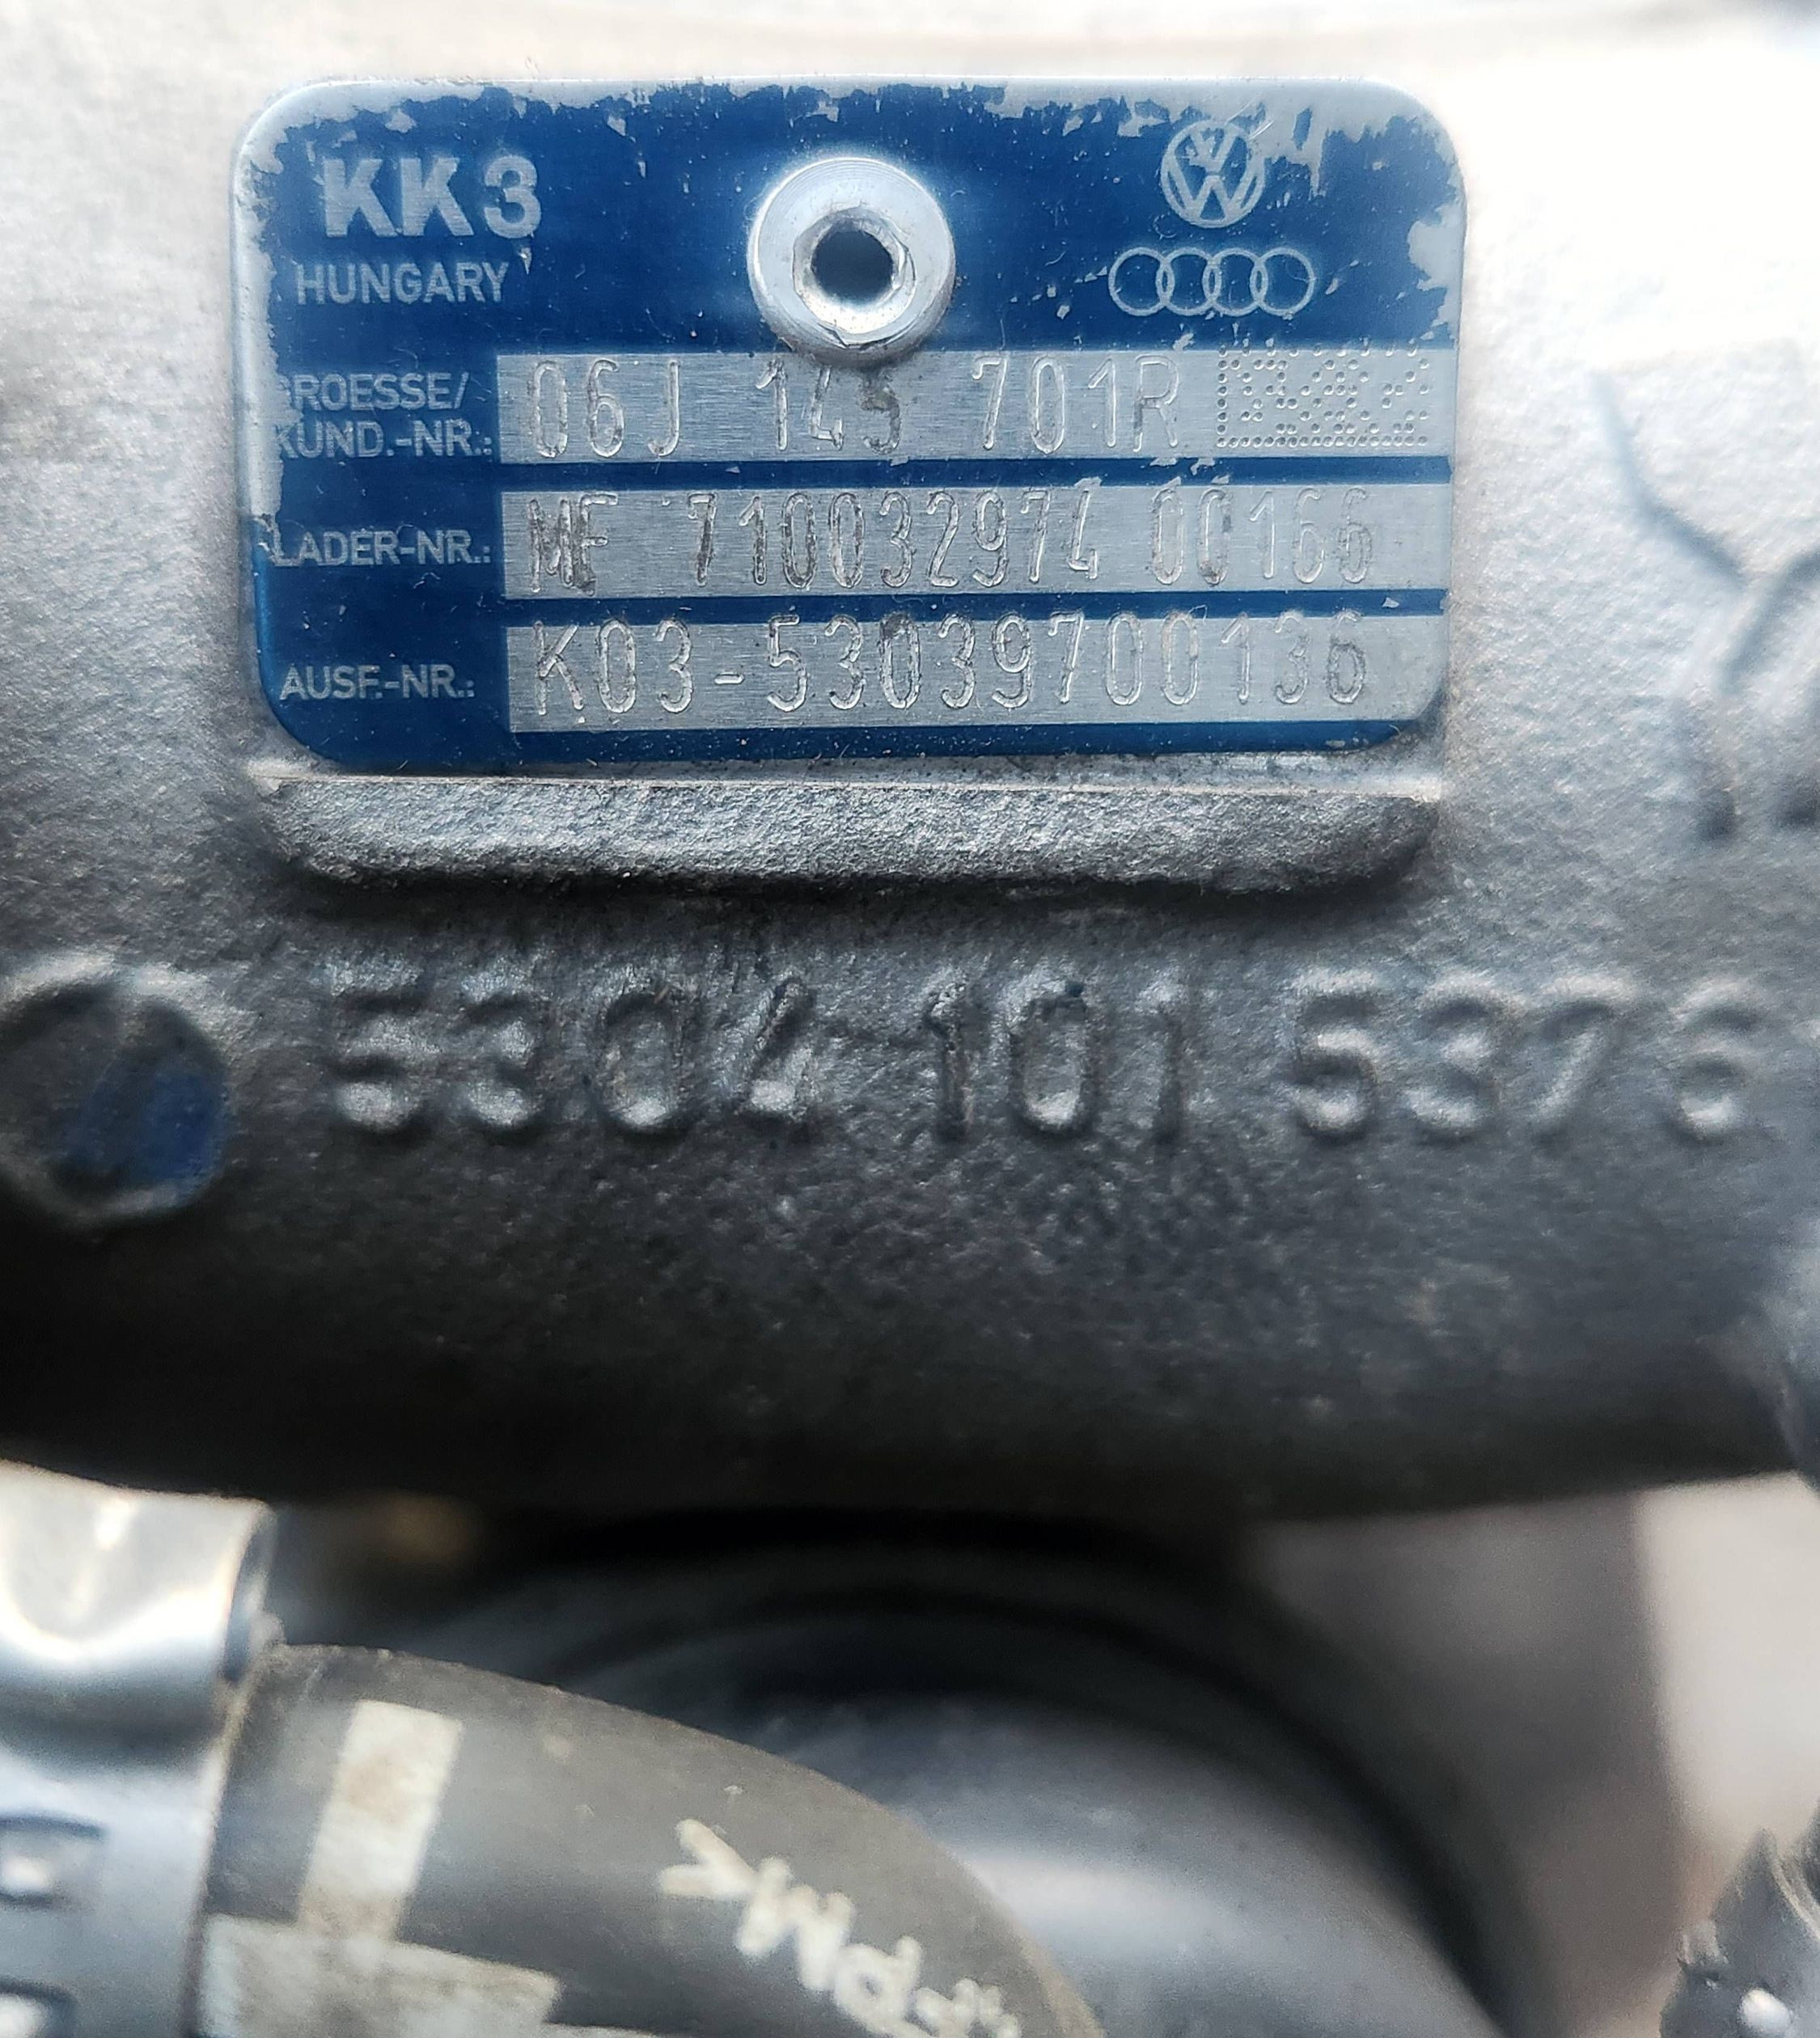 KK3
HUNGARY
GROESSE/
KUND.-NR.: 06J 145 701R
LADER-NR.: MF 710032974 00166
AUSF.-NR.: K03-53039700136
5304 101 5376